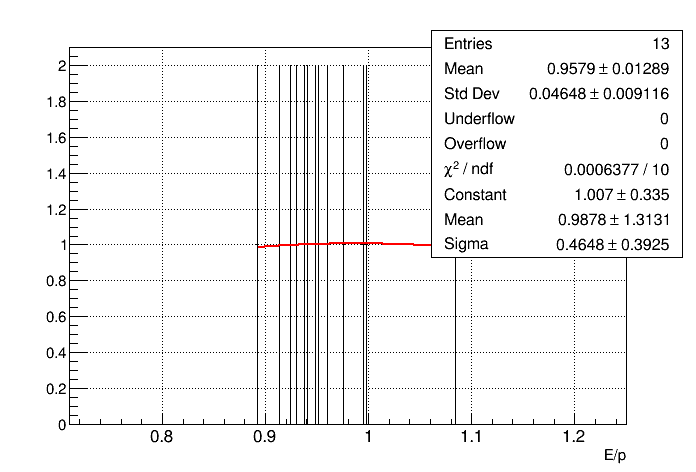 Entries 13
Mean 0.9579 ± 0.01289
Std Dev 0.04648 ± 0.009116
Underflow 0
Overflow 0
χ² / ndf 0.0006377 / 10
Constant 1.007 ± 0.335
Mean 0.9878 ± 1.3131
Sigma 0.4648 ± 0.3925
2
1.8
1.6
1.4
1.2
1
0.8
0.6
0.4
0.2
0
0.8 0.9 1 1.1 1.2
E/p